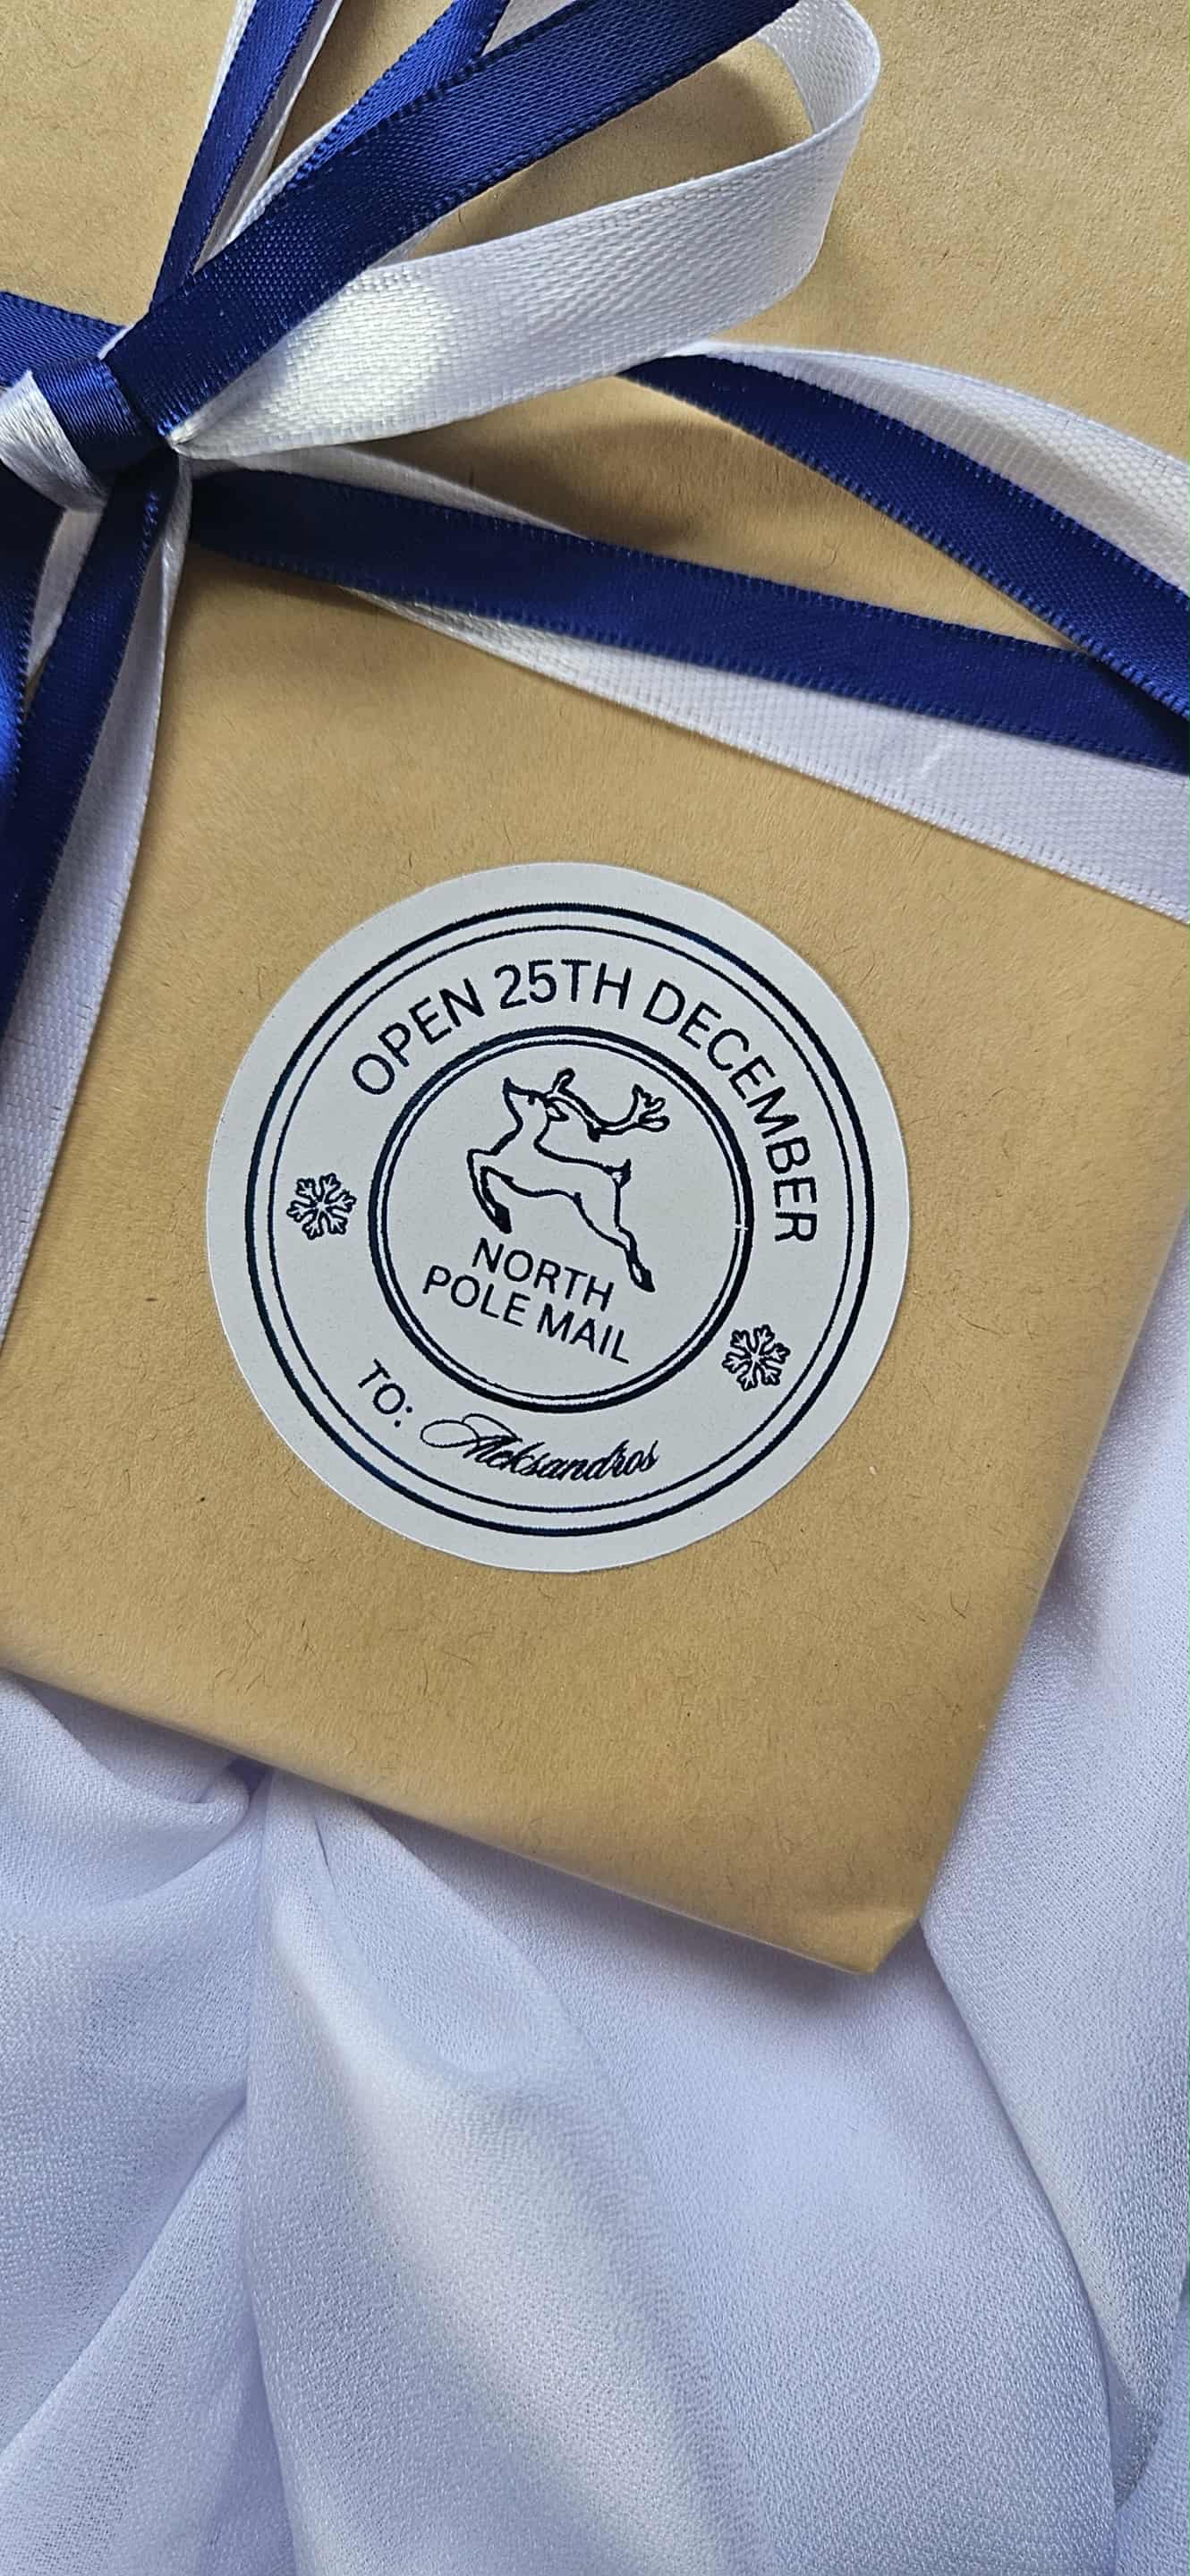 OPEN 25TH DECEMBER
NORTH
POLE MAIL
TO: Aleksandros